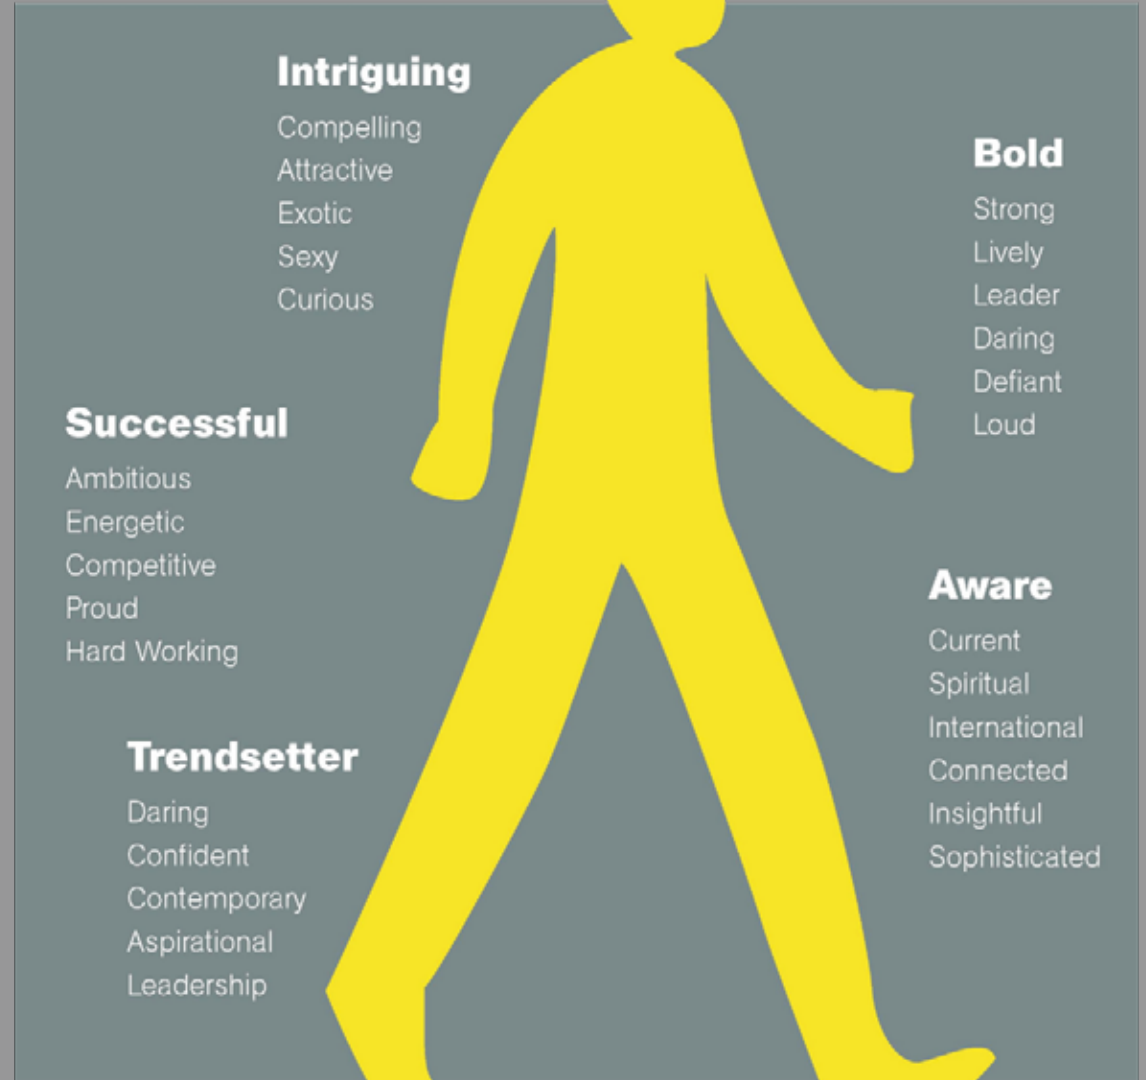 Intriguing
Compelling
Attractive
Exotic
Sexy
Curious
Bold
Strong
Lively
Leader
Daring
Defiant
Loud
Successful
Ambitious
Energetic
Competitive
Proud
Hard Working
Aware
Current
Spiritual
International
Connected
Insightful
Sophisticated
Trendsetter
Daring
Confident
Contemporary
Aspirational
Leadership